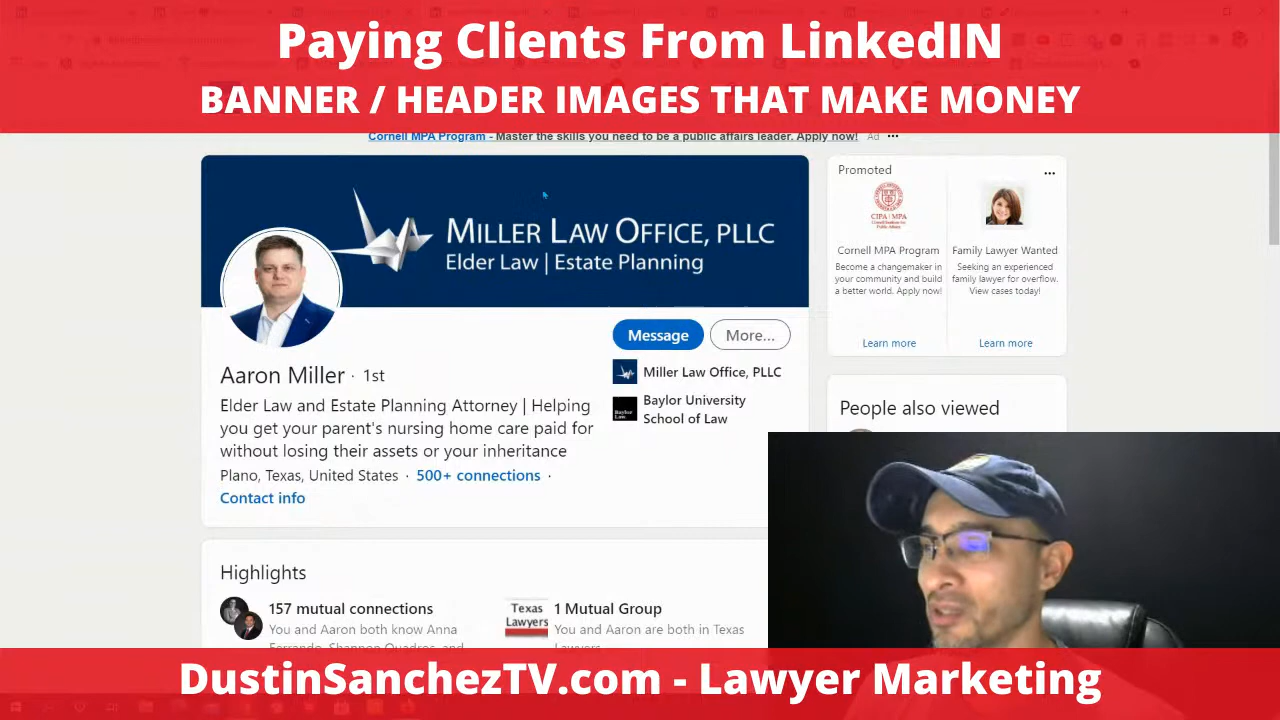 Paying Clients From LinkedIN
BANNER / HEADER IMAGES THAT MAKE MONEY
Cornell MPA Program - Master the skills you need to be a public affairs leader. Apply now! Ad ...
MILLER LAW OFFICE, PLLC
Elder Law | Estate Planning
Message
More...
Aaron Miller · 1st
Elder Law and Estate Planning Attorney | Helping
you get your parent's nursing home care paid for
without losing their assets or your inheritance
Plano, Texas, United States · 500+ connections ·
Contact info
Miller Law Office, PLLC
Baylor University
School of Law
Promoted
CIPA | MPA
Cornell MPA Program
Become a changemaker in
your community and build
a better world. Apply now!
Learn more
Family Lawyer Wanted
Seeking an experienced
family lawyer for overflow.
View cases today!
Learn more
People also viewed
Highlights
157 mutual connections
You and Aaron both know Anna
Texas
Lawyers
1 Mutual Group
You and Aaron are both in Texas
Lawyers.
DustinSanchezTV.com - Lawyer Marketing